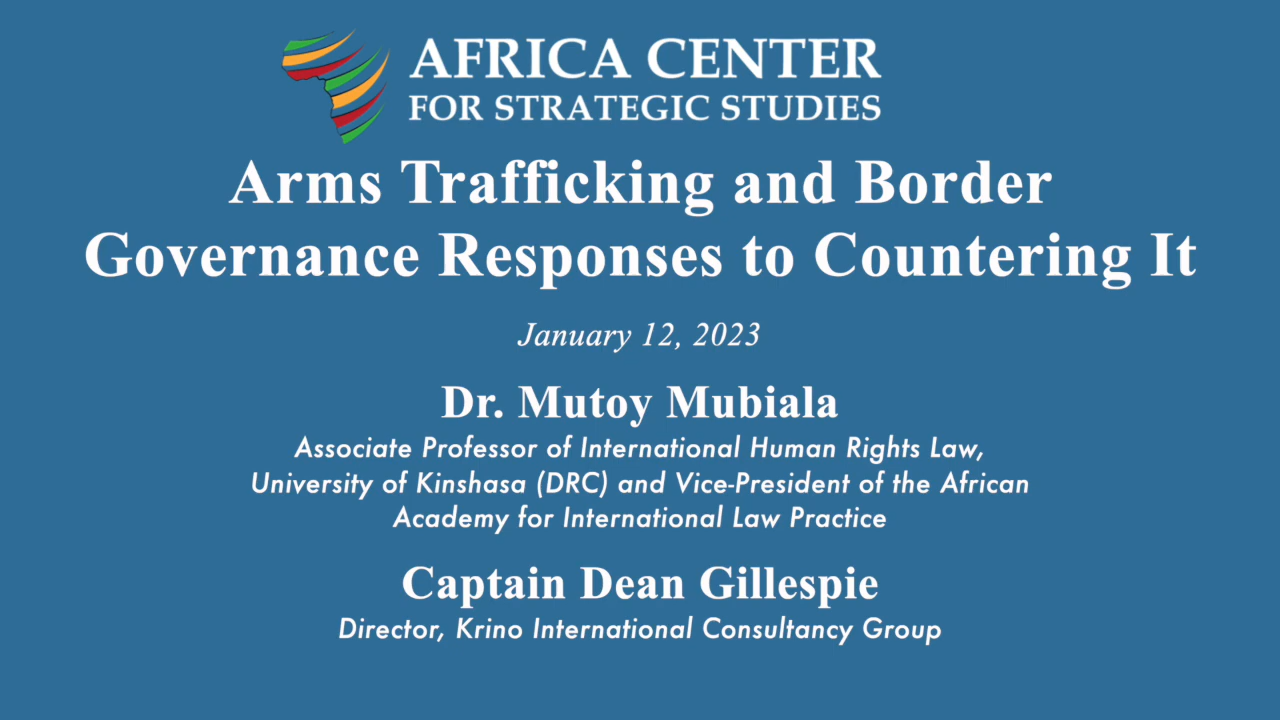 AFRICA CENTER
FOR STRATEGIC STUDIES
Arms Trafficking and Border
Governance Responses to Countering It
January 12, 2023
Dr. Mutoy Mubiala
Associate Professor of International Human Rights Law,
University of Kinshasa (DRC) and Vice-President of the African
Academy for International Law Practice
Captain Dean Gillespie
Director, Krino International Consultancy Group